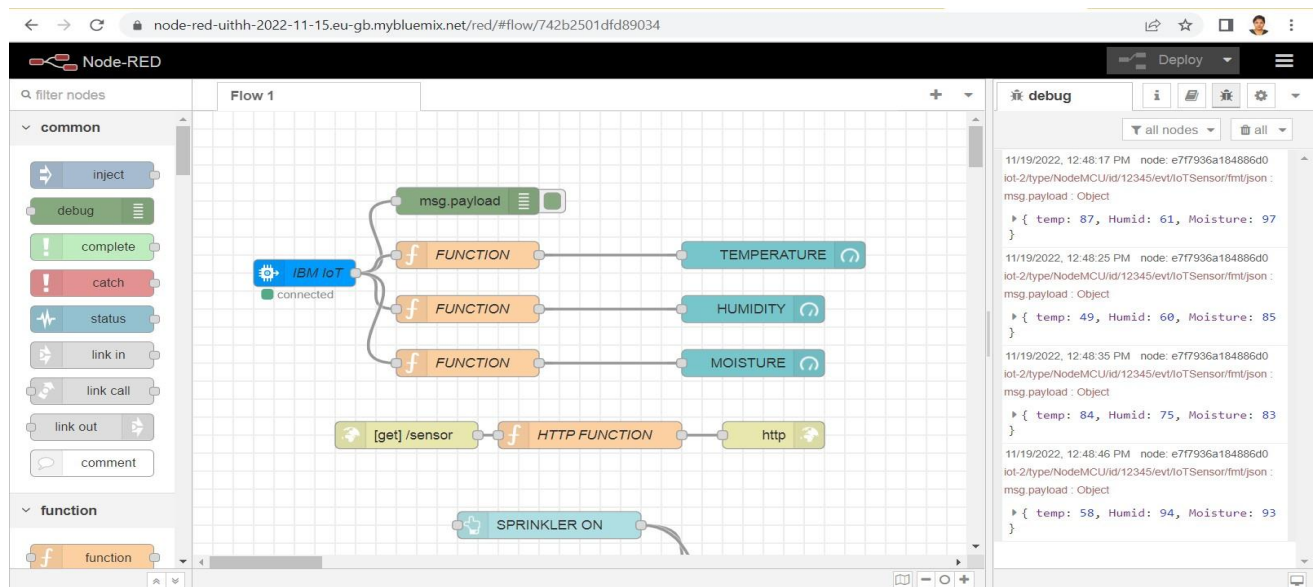 node-red-uithh-2022-11-15.eu-gb.mybluemix.net/red/#flow/742b2501dfd89034
Node-RED
Deploy
filter nodes
common
inject
debug
complete
catch
status
link in
link call
link out
comment
function
function
Flow 1
msg.payload
IBM IoT
connected
FUNCTION
TEMPERATURE
FUNCTION
HUMIDITY
FUNCTION
MOISTURE
[get] /sensor
HTTP FUNCTION
http
SPRINKLER ON
debug
all nodes
all
11/19/2022, 12:48:17 PM node: e7f7936a184886d0
iot-2/type/NodeMCU/id/12345/evt/IoTSensor/fmt/json :
msg.payload : Object
{ temp: 87, Humid: 61, Moisture: 97
}
11/19/2022, 12:48:25 PM node: e7f7936a184886d0
iot-2/type/NodeMCU/id/12345/evt/IoTSensor/fmt/json :
msg.payload : Object
{ temp: 49, Humid: 60, Moisture: 85
}
11/19/2022, 12:48:35 PM node: e7f7936a184886d0
iot-2/type/NodeMCU/id/12345/evt/IoTSensor/fmt/json :
msg.payload : Object
{ temp: 84, Humid: 75, Moisture: 83
}
11/19/2022, 12:48:46 PM node: e7f7936a184886d0
iot-2/type/NodeMCU/id/12345/evt/IoTSensor/fmt/json :
msg.payload : Object
{ temp: 58, Humid: 94, Moisture: 93
}